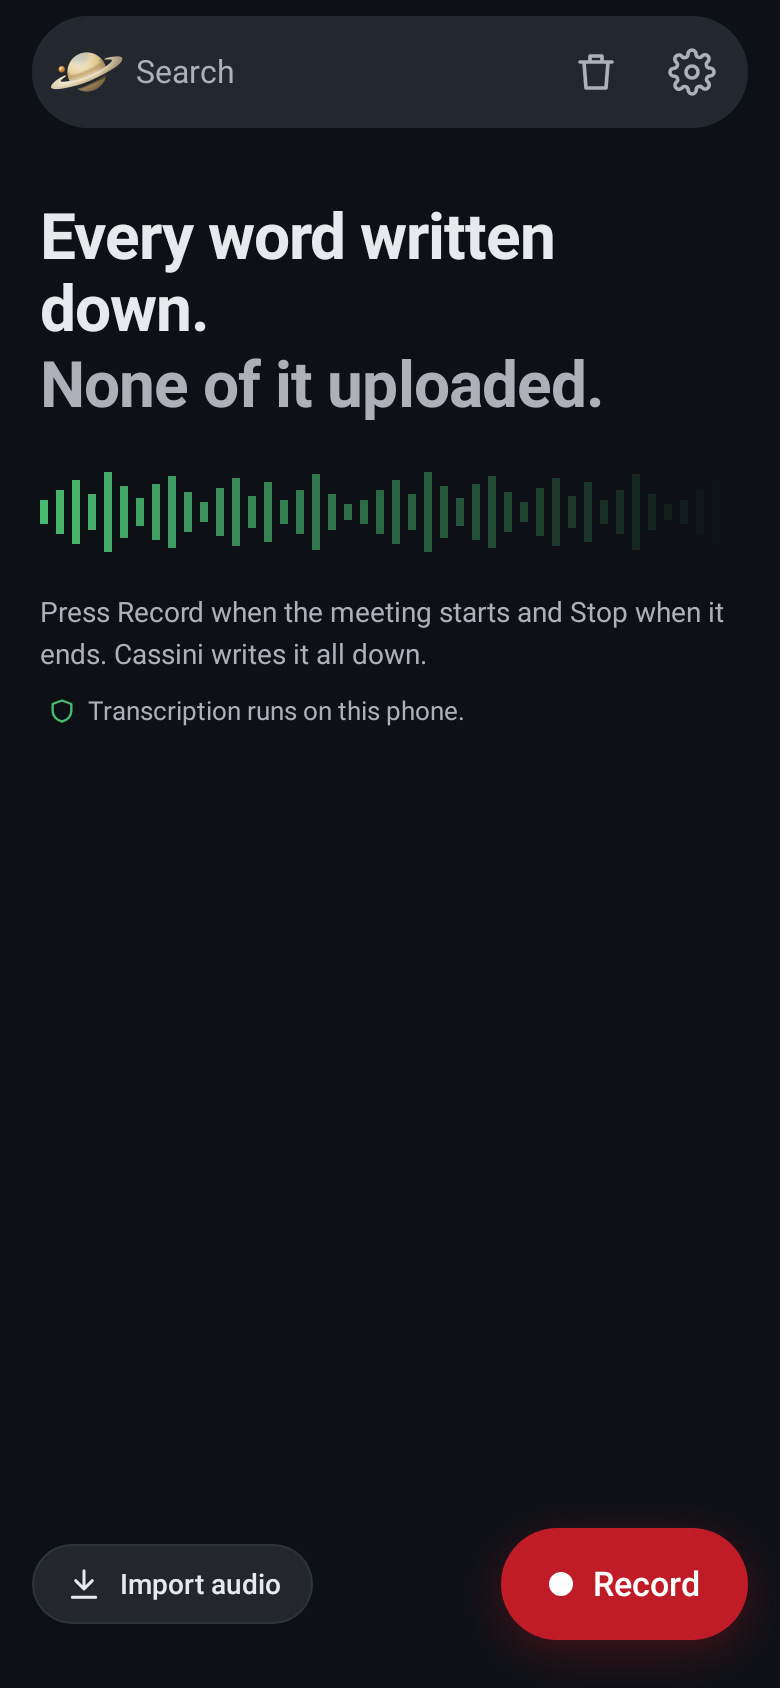 Search
Every word written
down.
None of it uploaded.
Press Record when the meeting starts and Stop when it
ends. Cassini writes it all down.
Transcription runs on this phone.
Import audio
Record